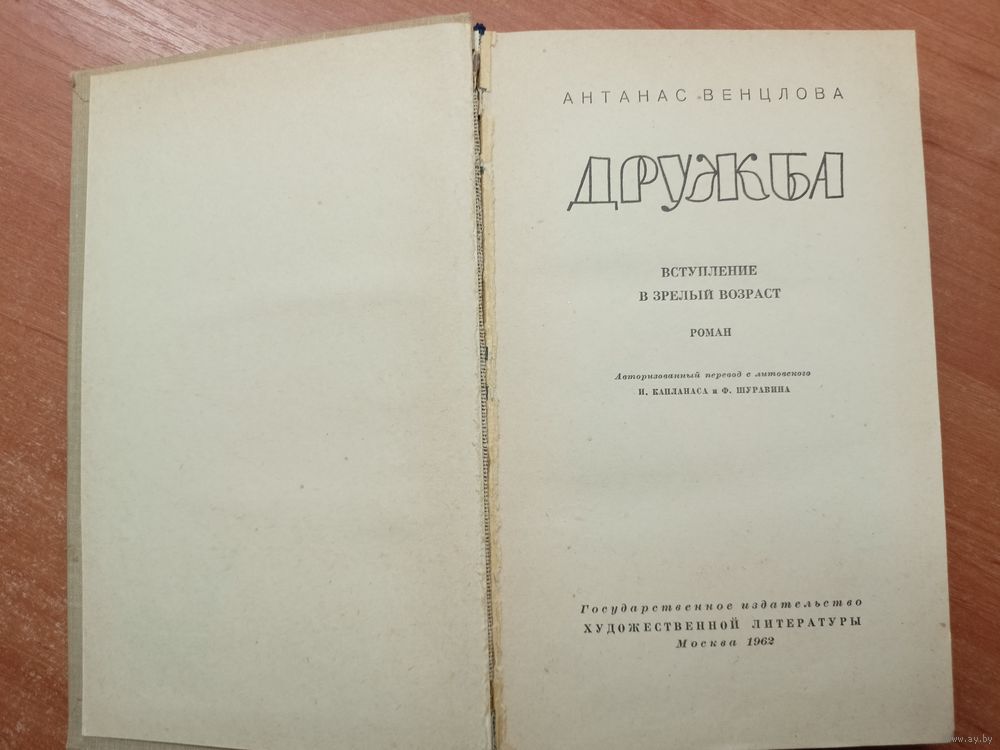 АНТАНАС ВЕНЦЛОВА
ДРУЖБА
ВСТУПЛЕНИЕ
В ЗРЕЛЫЙ ВОЗРАСТ
РОМАН
Авторизованный перевод с литовского
И. КАПЛАНАСА и Ф. ШУРАВИНА
Государственное издательство
ХУДОЖЕСТВЕННОЙ ЛИТЕРАТУРЫ
Москва 1962
www.ay.by